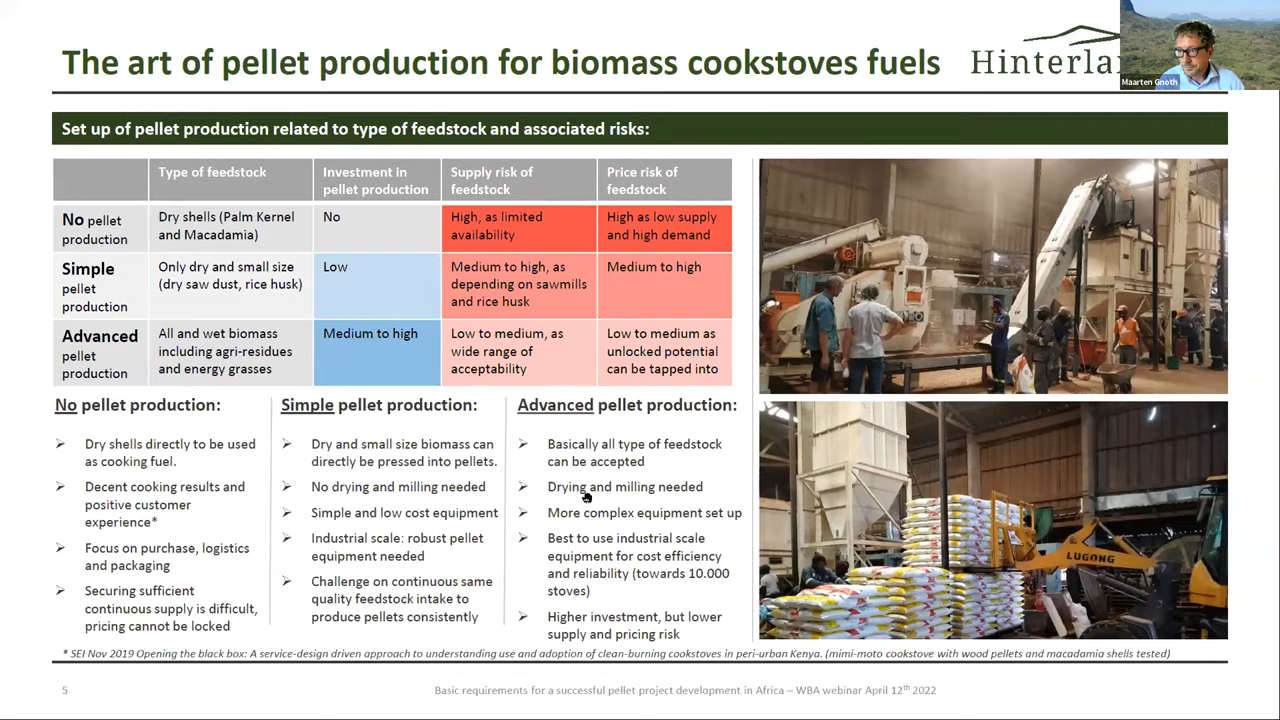 The art of pellet production for biomass cookstoves fuels
Maarten Gnoth
Set up of pellet production related to type of feedstock and associated risks:
Type of feedstock
Investment in
pellet production
Supply risk of
feedstock
Price risk of
feedstock
No pellet
production
Dry shells (Palm Kernel
and Macadamia)
No
High, as limited
availability
High as low supply
and high demand
Simple
pellet
production
Only dry and small size
(dry saw dust, rice husk)
Low
Medium to high, as
depending on sawmills
and rice husk
Medium to high
Advanced
pellet
production
All and wet biomass
including agri-residues
and energy grasses
Medium to high
Low to medium, as
wide range of
acceptability
Low to medium as
unlocked potential
can be tapped into
No pellet production:
➢ Dry shells directly to be used
as cooking fuel.
➢ Decent cooking results and
positive customer
experience*
➢ Focus on purchase, logistics
and packaging
➢ Securing sufficient
continuous supply is difficult,
pricing cannot be locked
Simple pellet production:
➢ Dry and small size biomass can
directly be pressed into pellets.
➢ No drying and milling needed
➢ Simple and low cost equipment
➢ Industrial scale: robust pellet
equipment needed
➢ Challenge on continuous same
quality feedstock intake to
produce pellets consistently
Advanced pellet production:
➢ Basically all type of feedstock
can be accepted
➢ Drying and milling needed
➢ More complex equipment set up
➢ Best to use industrial scale
equipment for cost efficiency
and reliability (towards 10.000
stoves)
➢ Higher investment, but lower
supply and pricing risk
LUGONG
* SEI Nov 2019 Opening the black box: A service-design driven approach to understanding use and adoption of clean-burning cookstoves in peri-urban Kenya. (mimi-moto cookstove with wood pellets and macadamia shells tested)
5
Basic requirements for a successful pellet project development in Africa – WBA webinar April 12th 2022